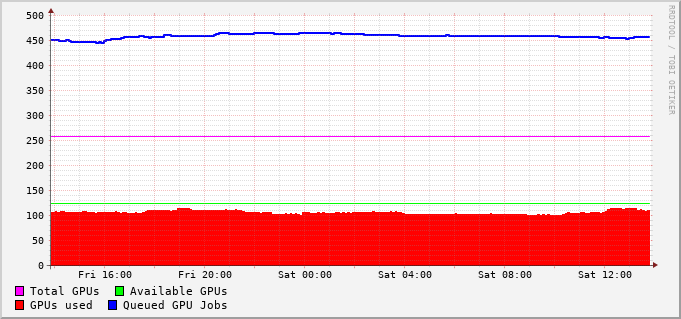 500
450
400
350
300
250
200
150
100
50
0
Fri 16:00 Fri 20:00 Sat 00:00 Sat 04:00 Sat 08:00 Sat 12:00
Total GPUs Available GPUs
GPUs used Queued GPU Jobs
RRDTOOL / TOBI OETIKER